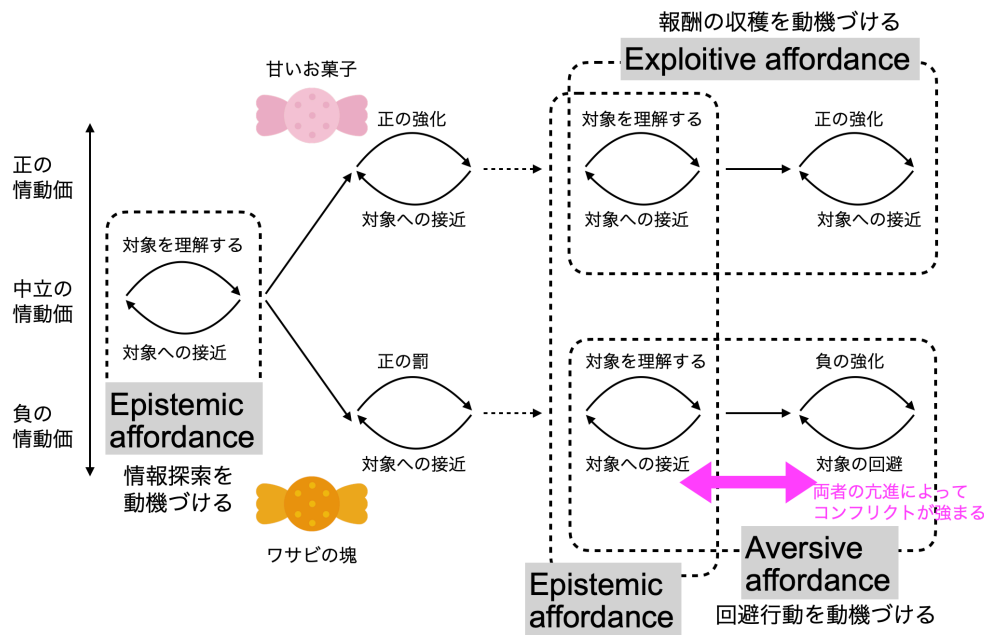 報酬の収穫を動機づける
Exploitive affordance
甘いお菓子
正の強化
対象への接近
対象を理解する
対象への接近
正の強化
対象への接近
正の
情動価
中立の
情動価
負の
情動価
対象を理解する
対象への接近
Epistemic
affordance
情報探索を
動機づける
正の罰
対象への接近
ワサビの塊
対象を理解する
対象への接近
負の強化
対象の回避
両者の亢進によって
コンフリクトが強まる
Epistemic
affordance
Aversive
affordance
回避行動を動機づける